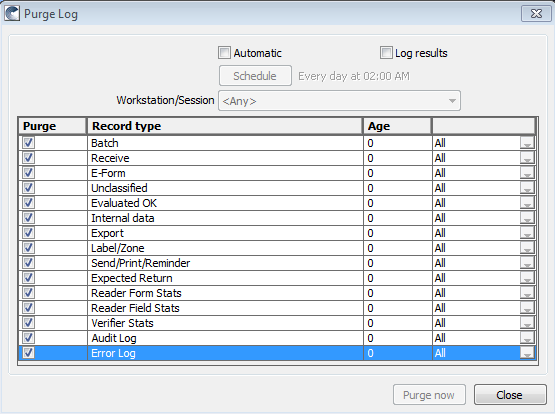 Purge Log
Automatic Log results
Schedule Every day at 02:00 AM
Workstation/Session <Any>
Purge Record type Age
Batch 0 All
Receive 0 All
E-Form 0 All
Unclassified 0 All
Evaluated OK 0 All
Internal data 0 All
Export 0 All
Label/Zone 0 All
Send/Print/Reminder 0 All
Expected Return 0 All
Reader Form Stats 0 All
Reader Field Stats 0 All
Verifier Stats 0 All
Audit Log 0 All
Error Log 0 All
Purge now Close